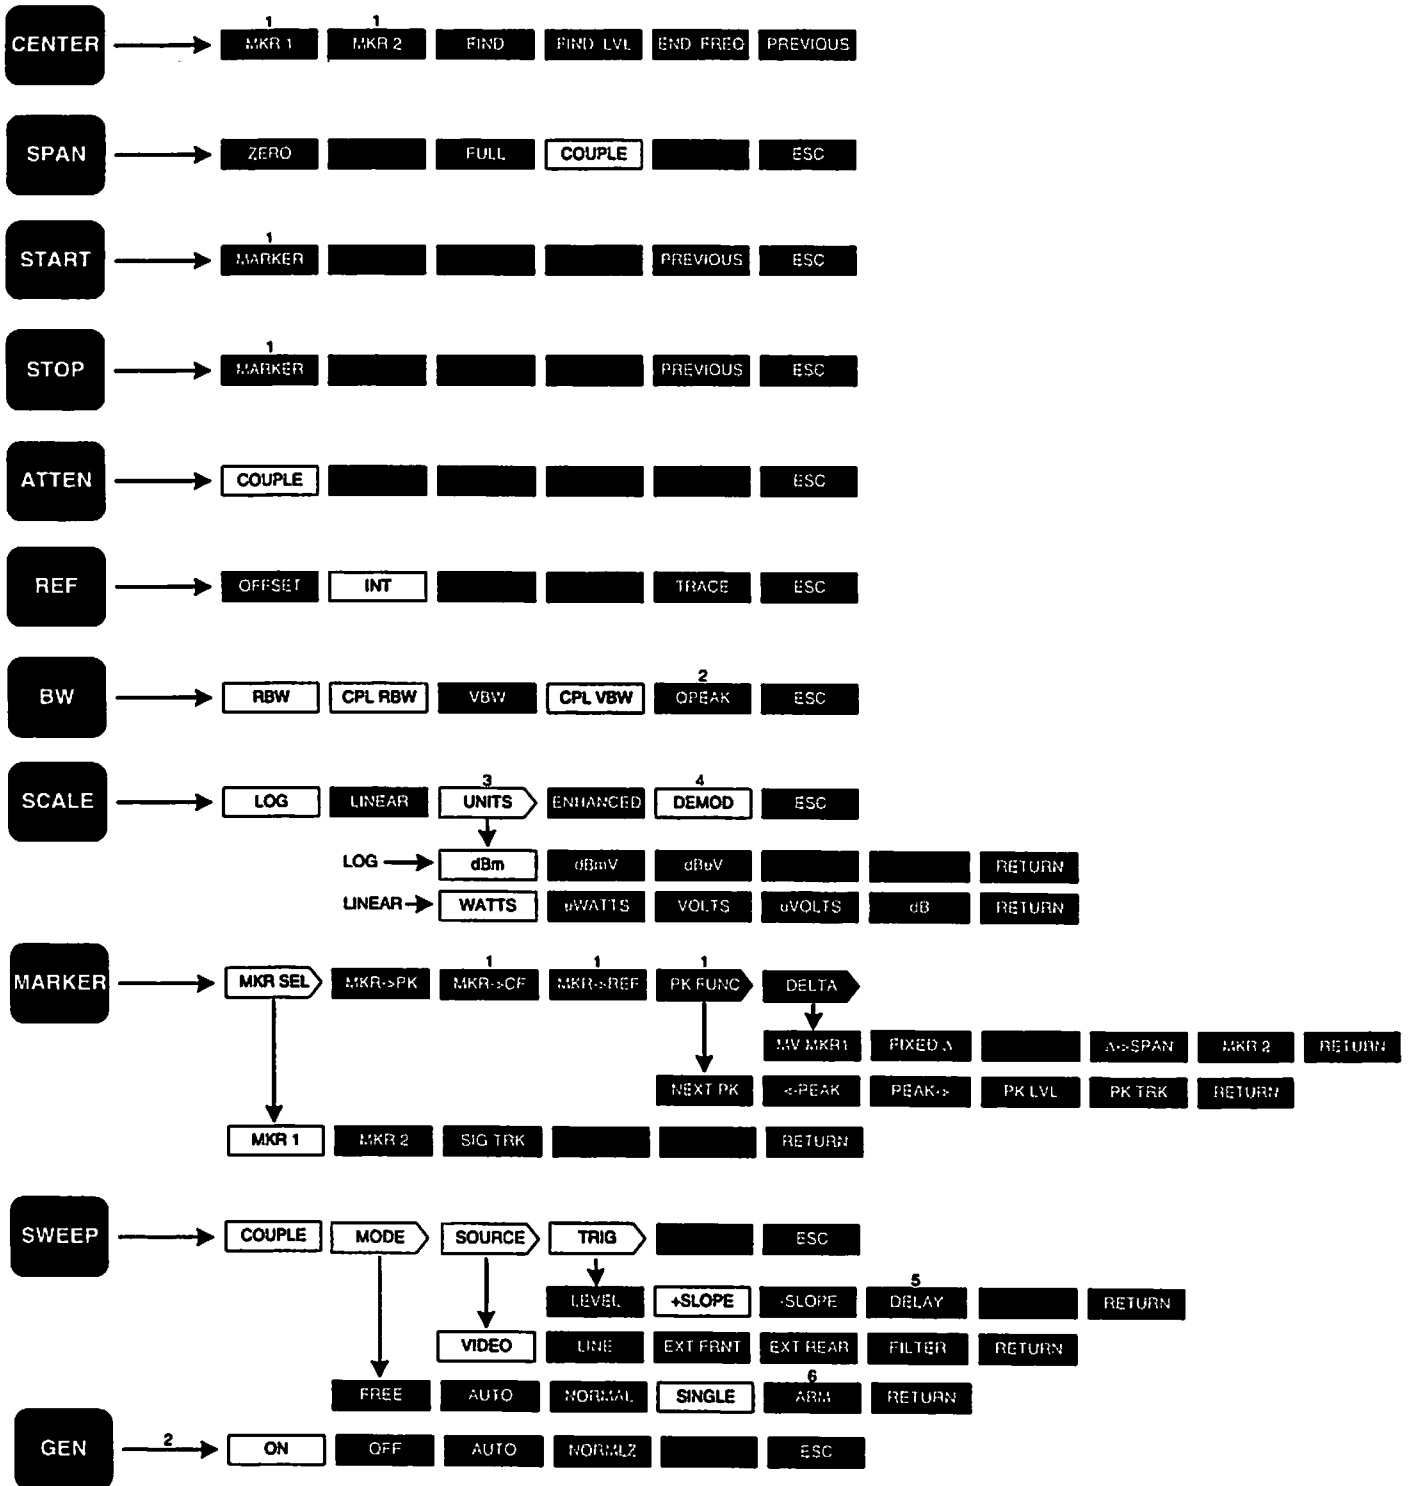 1 1
CENTER MKR 1 MKR 2 FIND FIND LVL END FREQ PREVIOUS
SPAN ZERO FULL COUPLE ESC
1
START MARKER PREVIOUS ESC
1
STOP MARKER PREVIOUS ESC
ATTEN COUPLE ESC
REF OFFSET INT TRACE ESC
2
BW RBW CPL RBW VBW CPL VBW QPEAK ESC
3 4
SCALE LOG LINEAR UNITS ENHANCED DEMOD ESC
LOG dBm dBmV dBuV RETURN
LINEAR WATTS uWATTS VOLTS uVOLTS dB RETURN
1 1 1
MARKER MKR SEL MKR->PK MKR->CF MKR->REF PK FUNC DELTA
MV MKR1 FIXED Δ Δ->SPAN MKR 2 RETURN
NEXT PK <-PEAK PEAK-> PK LVL PK TRK RETURN
MKR 1 MKR 2 SIG TRK RETURN
SWEEP COUPLE MODE SOURCE TRIG ESC
5
LEVEL +SLOPE -SLOPE DELAY RETURN
VIDEO LINE EXT FRNT EXT REAR FILTER RETURN
6
FREE AUTO NORMAL SINGLE ARM RETURN
GEN 2 ON OFF AUTO NORMLZ ESC